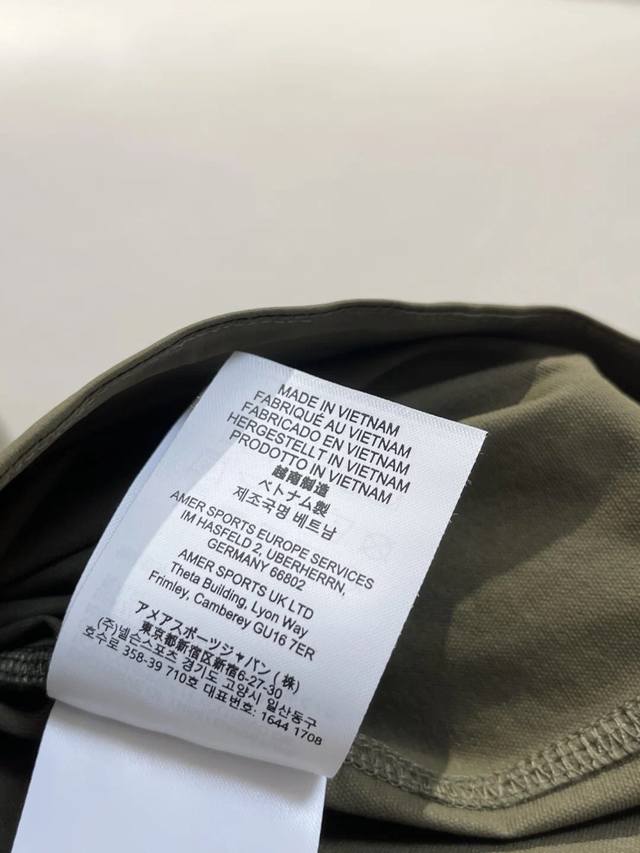 MADE IN VIETNAM
FABRIQUÉ AU VIETNAM
FABRICADO EN VIETNAM
HERGESTELLT IN VIETNAM
PRODOTTO IN VIETNAM
越南製造
ベトナム製
제조국명 베트남
AMER SPORTS EUROPE SERVICES
IM HASFELD 2, UBERHERRN,
GERMANY 66802
AMER SPORTS UK LTD
Theta Building, Lyon Way
Frimley, Camberey GU16 7ER
アメアスポーツジャパン (株)
東京都新宿区新宿6-27-30
(주)넬슨스포츠 경기도 고양시 일산동구
호수로 358-39 710호 대표번호: 1644 1708